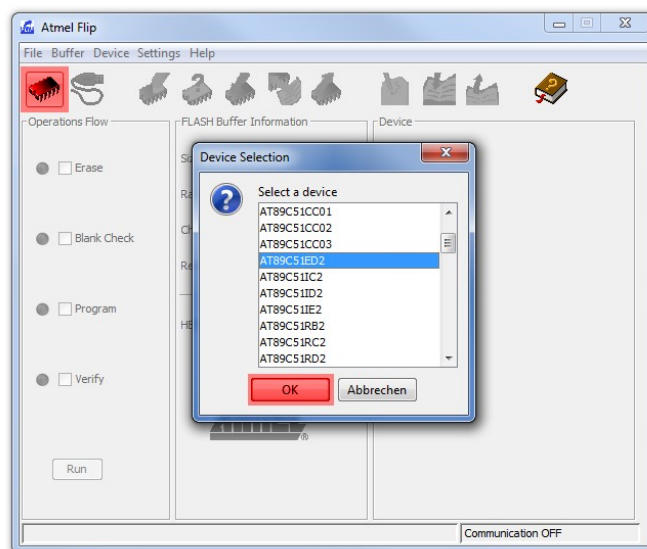 Atmel Flip
File Buffer Device Settings Help
Operations Flow
FLASH Buffer Information
Device
Erase
Blank Check
Program
Verify
Run
Device Selection
Select a device
AT89C51CC01
AT89C51CC02
AT89C51CC03
AT89C51ED2
AT89C51IC2
AT89C51ID2
AT89C51IE2
AT89C51RB2
AT89C51RC2
AT89C51RD2
OK Abbrechen
Communication OFF